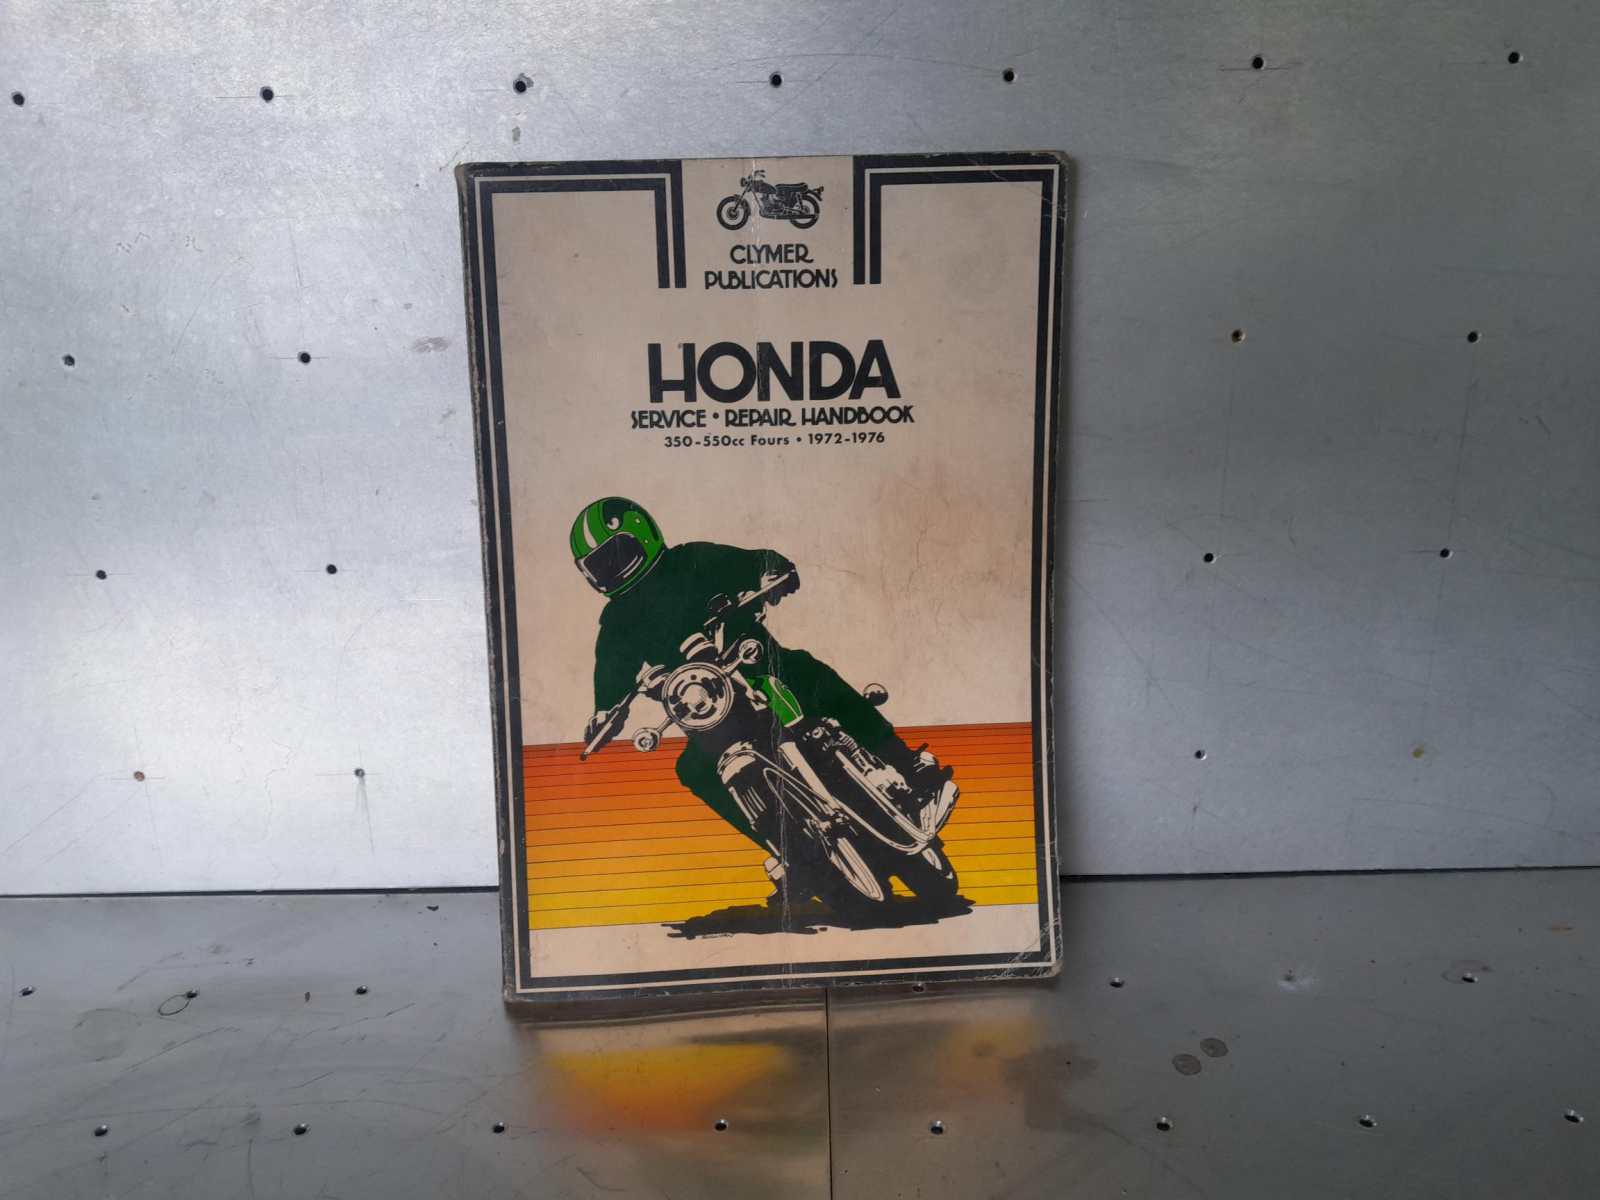 CLYMER
PUBLICATIONS
HONDA
SERVICE • REPAIR HANDBOOK
350-550cc Fours • 1972-1976